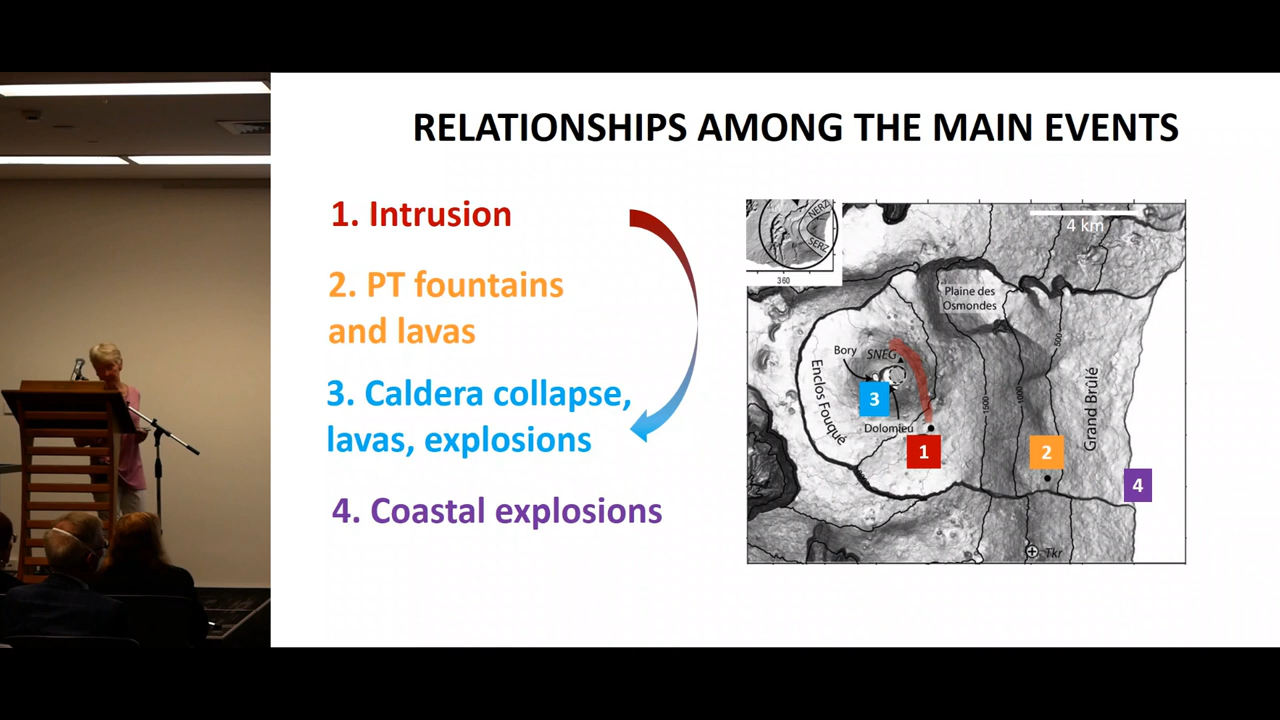 RELATIONSHIPS AMONG THE MAIN EVENTS
1. Intrusion
2. PT fountains
and lavas
3. Caldera collapse,
lavas, explosions
4. Coastal explosions
NERZ
SERZ
360
4 km
Plaine des
Osmondes
Bory
SNEG
Enclos Fouqué
Dolomieu
3
1
2
4
500
1000
1500
Grand Brûlé
Tkr